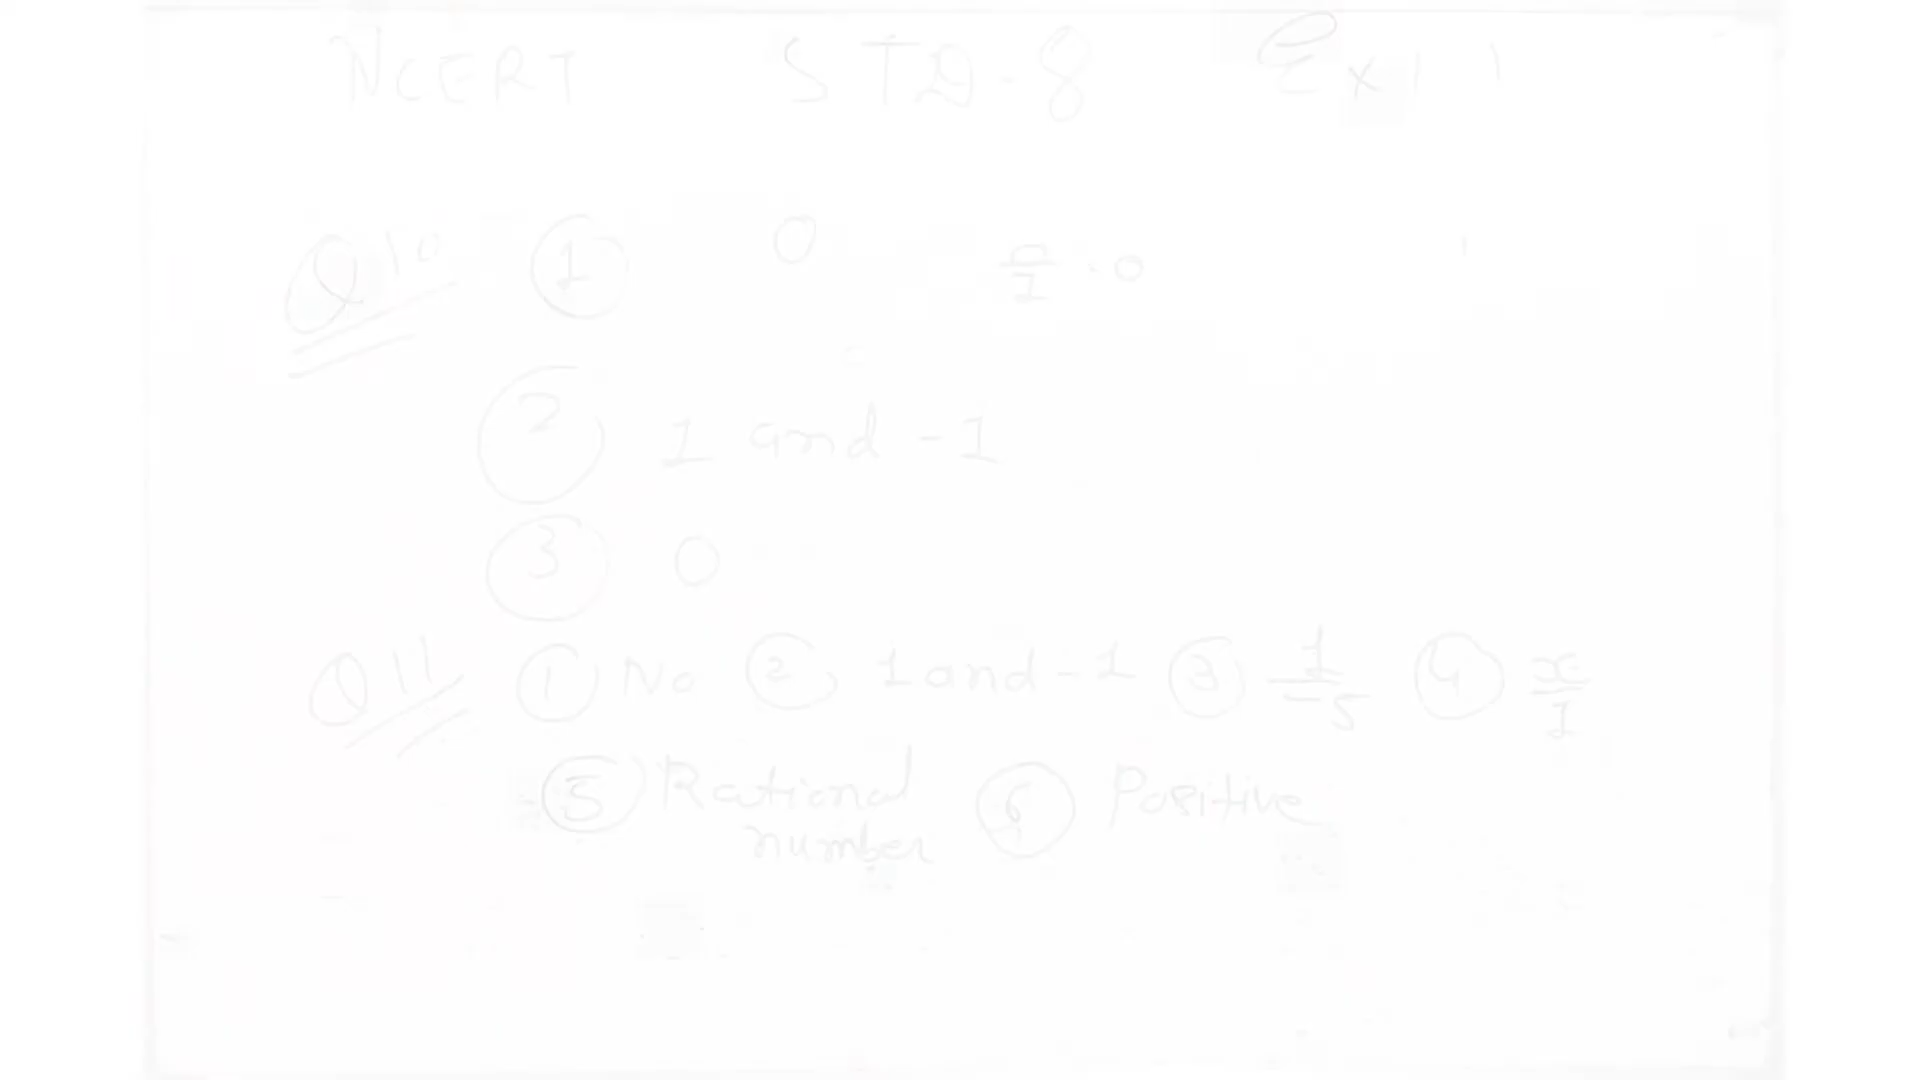 NCERT STD-8 Ex 1 1
Q10 1 0 0/1 . 0
2 1 and -1
3 0
Q11 1 No 2 1 and -1 3 1/-5 4 x/1
5 Rational 6 Positive
number